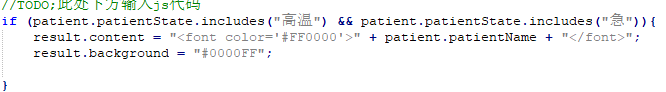 //TODO;此处下方输入js代码
if (patient.patientState.includes("高温") && patient.patientState.includes("急")){
result.content = "<font color='#FF0000'>" + patient.patientName + "</font>";
result.background = "#0000FF";
}